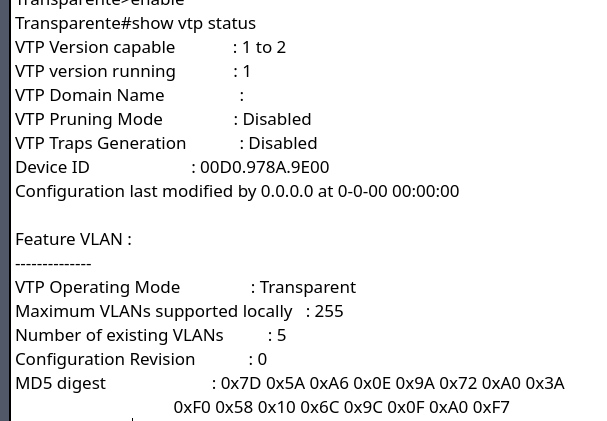 Transparente>enable
Transparente#show vtp status
VTP Version capable : 1 to 2
VTP version running : 1
VTP Domain Name :
VTP Pruning Mode : Disabled
VTP Traps Generation : Disabled
Device ID : 00D0.978A.9E00
Configuration last modified by 0.0.0.0 at 0-0-00 00:00:00
Feature VLAN :
--------------
VTP Operating Mode : Transparent
Maximum VLANs supported locally : 255
Number of existing VLANs : 5
Configuration Revision : 0
MD5 digest : 0x7D 0x5A 0xA6 0x0E 0x9A 0x72 0xA0 0x3A
0xF0 0x58 0x10 0x6C 0x9C 0x0F 0xA0 0xF7